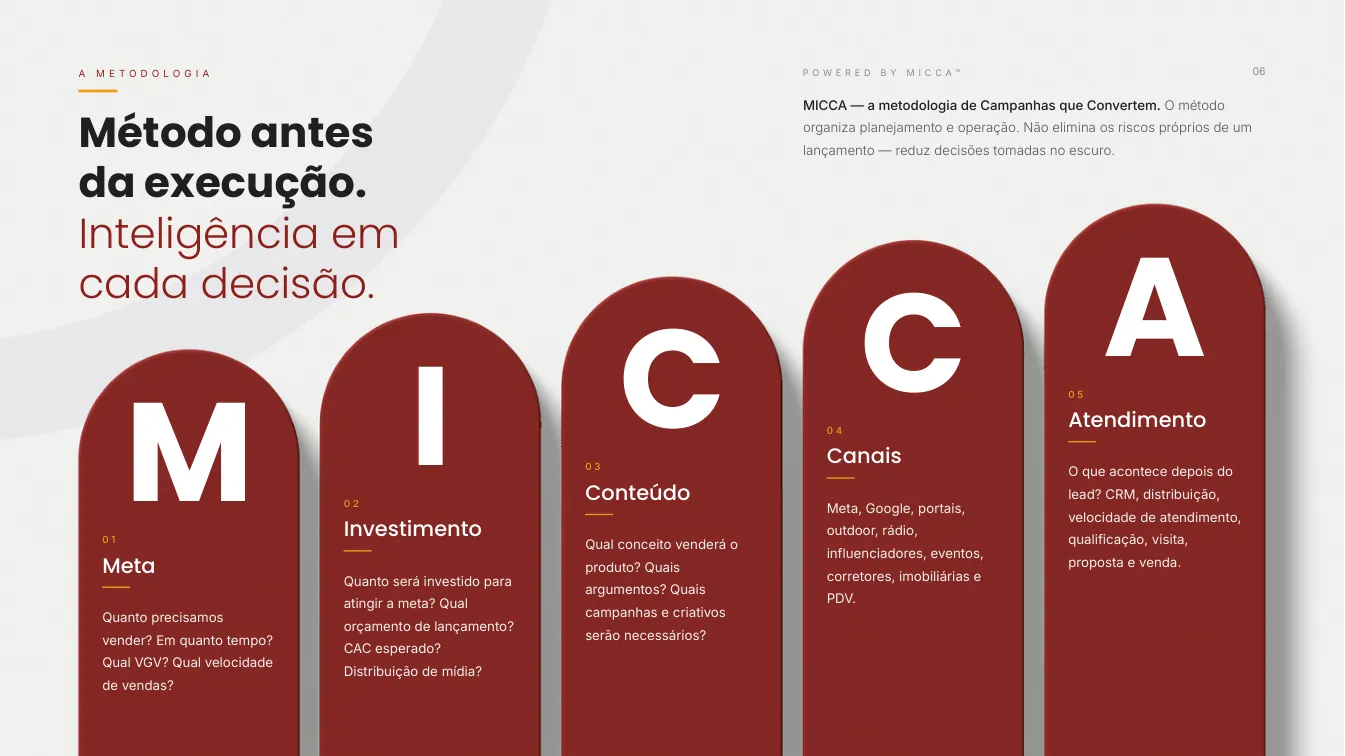 A METODOLOGIA
Método antes
da execução.
Inteligência em
cada decisão.
POWERED BY MICCA™
06
MICCA — a metodologia de Campanhas que Convertem. O método
organiza planejamento e operação. Não elimina os riscos próprios de um
lançamento — reduz decisões tomadas no escuro.
M
01
Meta
Quanto precisamos
vender? Em quanto tempo?
Qual VGV? Qual velocidade
de vendas?
I
02
Investimento
Quanto será investido para
atingir a meta? Qual
orçamento de lançamento?
CAC esperado?
Distribuição de mídia?
C
03
Conteúdo
Qual conceito venderá o
produto? Quais
argumentos? Quais
campanhas e criativos
serão necessários?
C
04
Canais
Meta, Google, portais,
outdoor, rádio,
influenciadores, eventos,
corretores, imobiliárias e
PDV.
A
05
Atendimento
O que acontece depois do
lead? CRM, distribuição,
velocidade de atendimento,
qualificação, visita,
proposta e venda.